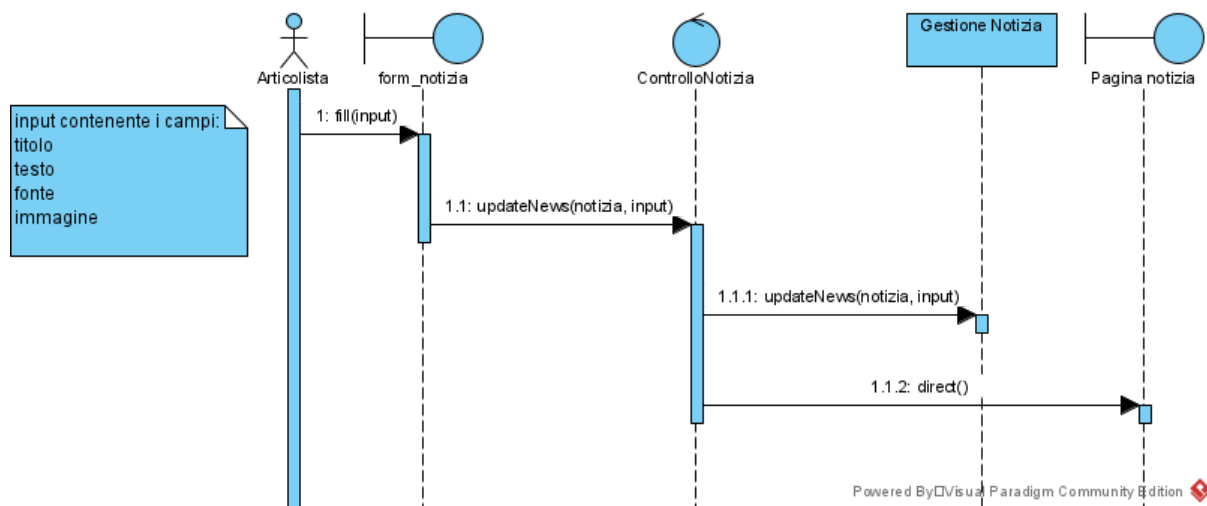 Gestione Notizia
Articolista
form_notizia
ControlloNotizia
Pagina notizia
input contenente i campi:
titolo
testo
fonte
immagine
1: fill(input)
1.1: updateNews(notizia, input)
1.1.1: updateNews(notizia, input)
1.1.2: direct()
Powered By□Visual Paradigm Community Edition